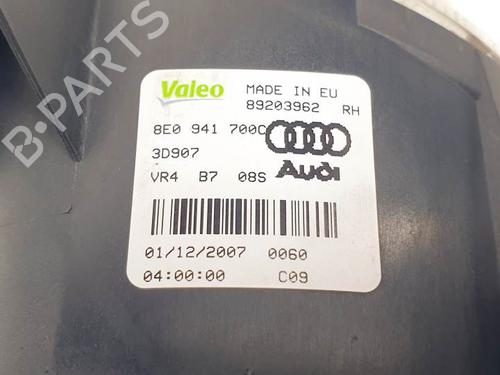 B-PARTS
Valeo MADE IN EU
89203962 RH
8E0 941 700C
3D907
VR4 B7 08S Audi
01/12/2007 0060
04:00:00 C09